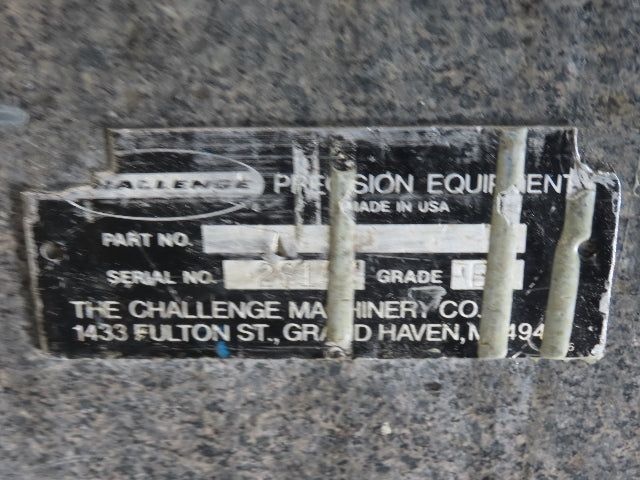 CHALLENGE PRECISION EQUIPMENT
MADE IN USA
PART NO.
SERIAL NO. GRADE
THE CHALLENGE MACHINERY CO.
1433 FULTON ST., GRAND HAVEN,